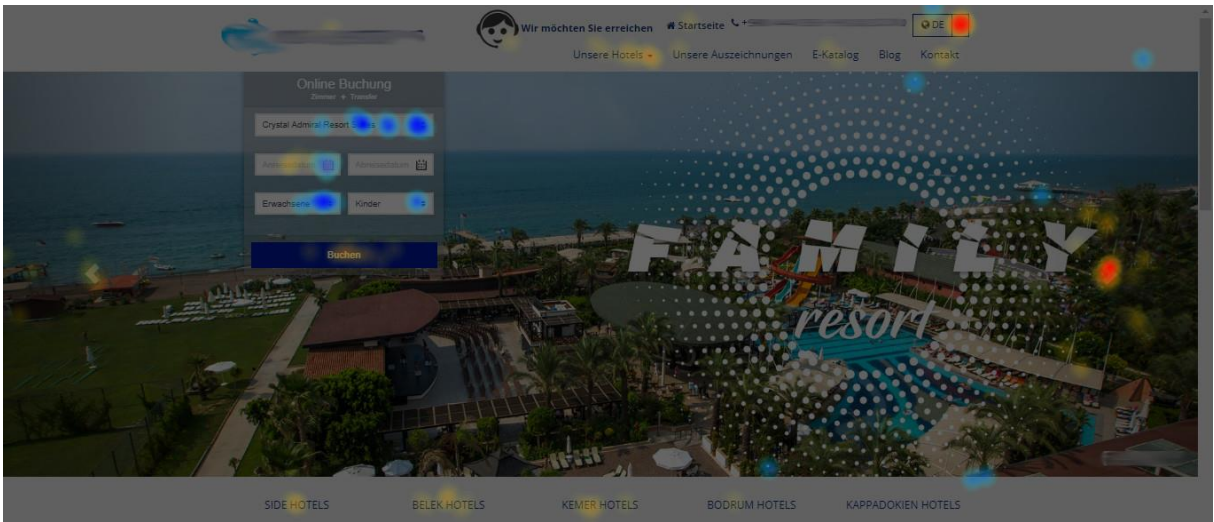 Wir möchten Sie erreichen
Startseite
+
DE
Unsere Hotels
Unsere Auszeichnungen
E-Katalog
Blog
Kontakt
Online Buchung
Zimmer + Transfer
Crystal Admiral Resort
Erwachsene
Kinder
Buchen
FAMILY
resort
SIDE HOTELS
BELEK HOTELS
KEMER HOTELS
BODRUM HOTELS
KAPPADOKIEN HOTELS